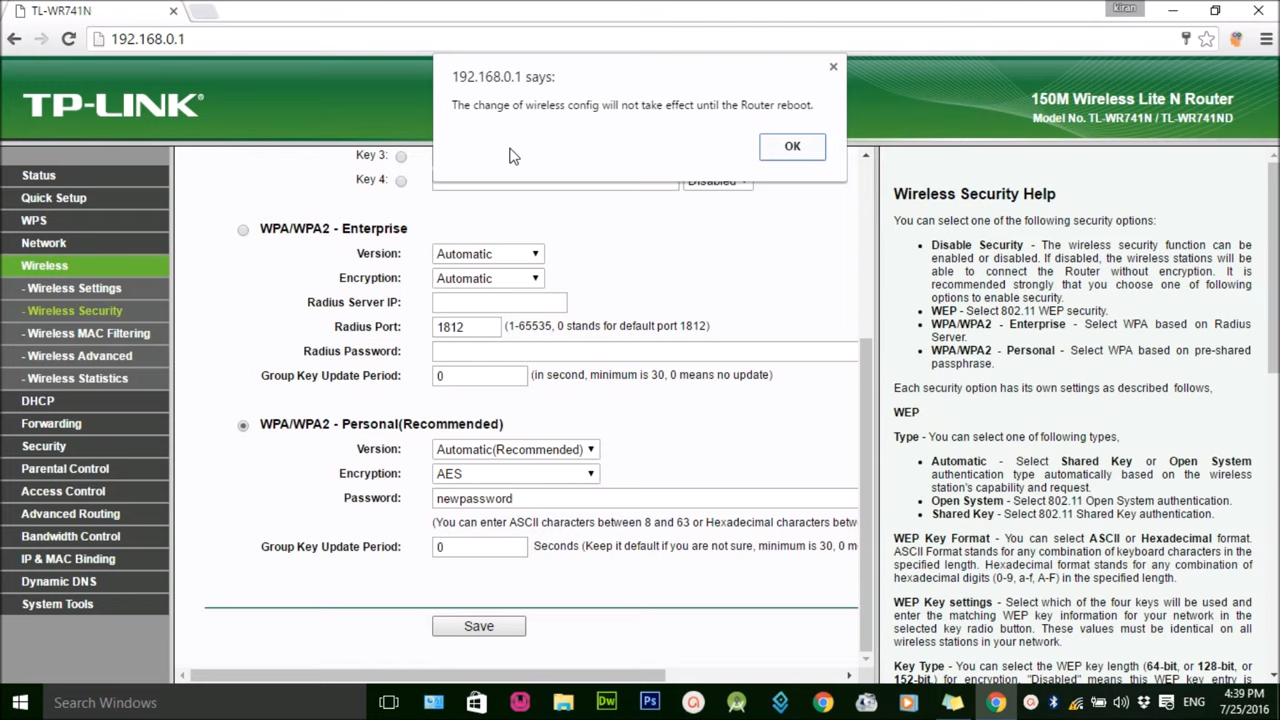 TL-WR741N
kiran
192.168.0.1
TP-LINK®
150M Wireless Lite N Router
Model No. TL-WR741N / TL-WR741ND
192.168.0.1 says:
The change of wireless config will not take effect until the Router reboot.
OK
Status
Quick Setup
WPS
Network
Wireless
- Wireless Settings
- Wireless Security
- Wireless MAC Filtering
- Wireless Advanced
- Wireless Statistics
DHCP
Forwarding
Security
Parental Control
Access Control
Advanced Routing
Bandwidth Control
IP & MAC Binding
Dynamic DNS
System Tools
Key 3:
Key 4: Disabled
WPA/WPA2 - Enterprise
Version: Automatic
Encryption: Automatic
Radius Server IP:
Radius Port: 1812 (1-65535, 0 stands for default port 1812)
Radius Password:
Group Key Update Period: 0 (in second, minimum is 30, 0 means no update)
WPA/WPA2 - Personal(Recommended)
Version: Automatic(Recommended)
Encryption: AES
Password: newpassword
(You can enter ASCII characters between 8 and 63 or Hexadecimal characters betw
Group Key Update Period: 0 Seconds (Keep it default if you are not sure, minimum is 30, 0 m
Save
Wireless Security Help
You can select one of the following security options:
• Disable Security - The wireless security function can be
enabled or disabled. If disabled, the wireless stations will be
able to connect the Router without encryption. It is
recommended strongly that you choose one of following
options to enable security.
• WEP - Select 802.11 WEP security.
• WPA/WPA2 - Enterprise - Select WPA based on Radius
Server.
• WPA/WPA2 - Personal - Select WPA based on pre-shared
passphrase.
Each security option has its own settings as described follows,
WEP
Type - You can select one of following types,
• Automatic - Select Shared Key or Open System
authentication type automatically based on the wireless
station's capability and request.
• Open System - Select 802.11 Open System authentication.
• Shared Key - Select 802.11 Shared Key authentication.
WEP Key Format - You can select ASCII or Hexadecimal format.
ASCII Format stands for any combination of keyboard characters in the
specified length. Hexadecimal format stands for any combination of
hexadecimal digits (0-9, a-f, A-F) in the specified length.
WEP Key settings - Select which of the four keys will be used and
enter the matching WEP key information for your network in the
selected key radio button. These values must be identical on all
wireless stations in your network.
Key Type - You can select the WEP key length (64-bit, or 128-bit, or
152-bit.) for encryption. "Disabled" means this WEP key entry is
Search Windows
Dw
Ps
ENG
4:39 PM
7/25/2016